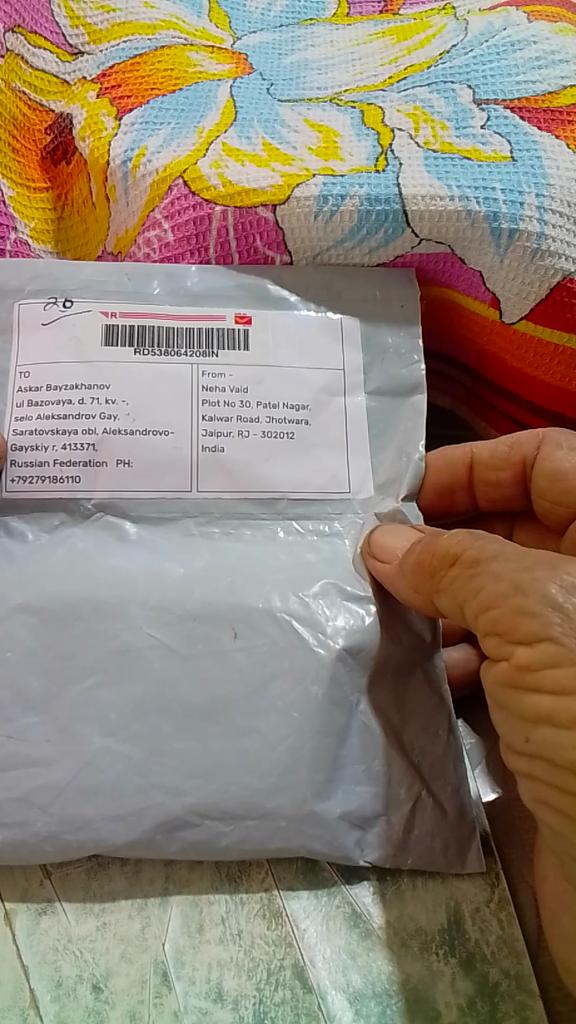 20
R
RD538064208IN
TO
Askar Bayzakhanov
ul Bazovaya, d. 71, kv. -,
selo Aleksandrov Gay,
Saratovskaya obl, Aleksandrovo-
Gayskiy r, 413371,
Russian Federation PH:
+79279186110
From -
Neha Vaid
Plot No 30, Patel Nagar,
Kalwar Road, Jhotwara,
Jaipur, RJ - 302012
India